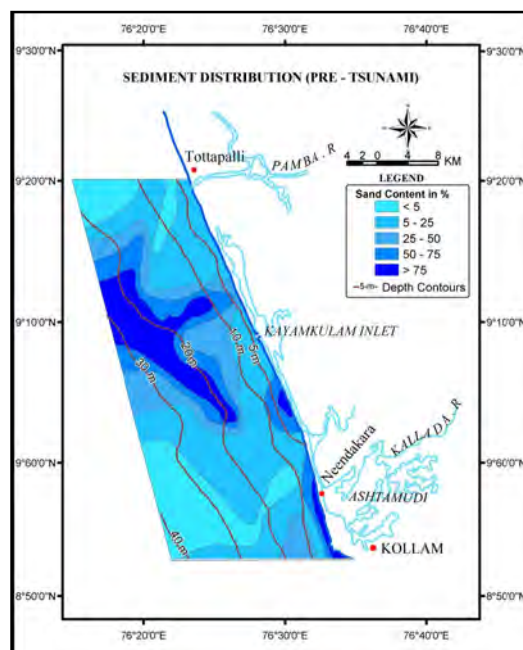 76°20'0"E 76°30'0"E 76°40'0"E
9°30'0"N 9°30'0"N
SEDIMENT DISTRIBUTION (PRE - TSUNAMI)
Tottapalli
PAMBA . R
4 2 0 4 8 KM
LEGEND
Sand Content in %
< 5
5 - 25
25 - 50
50 - 75
> 75
5-m Depth Contours
9°20'0"N 9°20'0"N
9°10'0"N 9°10'0"N
KAYAMKULAM INLET
5-m
10-m
20-m
30-m
Neendakara
KALLADA . R
9°60'0"N 9°60'0"N
ASHTAMUDI
40-m
KOLLAM
8°50'0"N 8°50'0"N
76°20'0"E 76°30'0"E 76°40'0"E